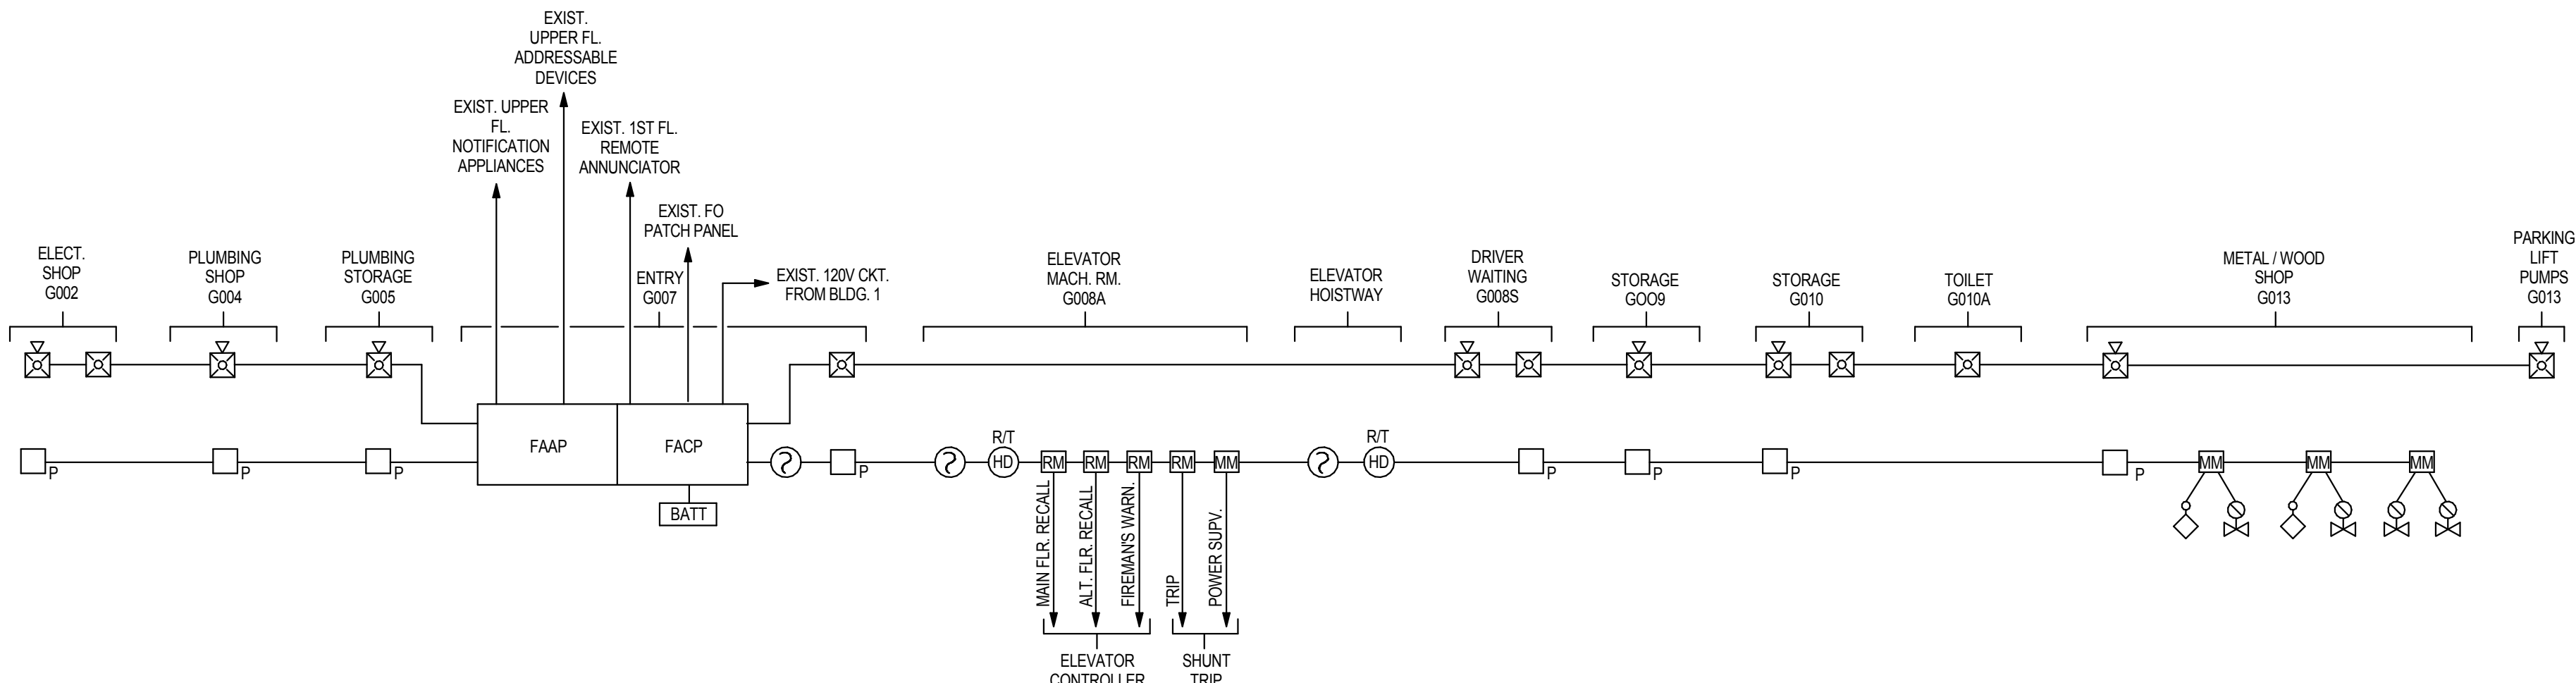 EXIST.
UPPER FL.
ADDRESSABLE
DEVICES
EXIST. UPPER
FL.
NOTIFICATION
APPLIANCES
EXIST. 1ST FL.
REMOTE
ANNUNCIATOR
EXIST. FO
PATCH PANEL
ELECT.
SHOP
G002
PLUMBING
SHOP
G004
PLUMBING
STORAGE
G005
ENTRY
G007
EXIST. 120V CKT.
FROM BLDG. 1
ELEVATOR
MACH. RM.
G008A
ELEVATOR
HOISTWAY
DRIVER
WAITING
G008S
STORAGE
GOO9
STORAGE
G010
TOILET
G010A
METAL / WOOD
SHOP
G013
PARKING
LIFT
PUMPS
G013
P
P
P
FAAP
FACP
BATT
P
R/T
HD
RM
RM
RM
RM
MM
R/T
HD
P
P
P
P
MM
MM
MM
MAIN FLR. RECALL
ALT. FLR. RECALL
FIREMAN'S WARN.
TRIP
POWER SUPV.
ELEVATOR
CONTROLLER
SHUNT
TRIP